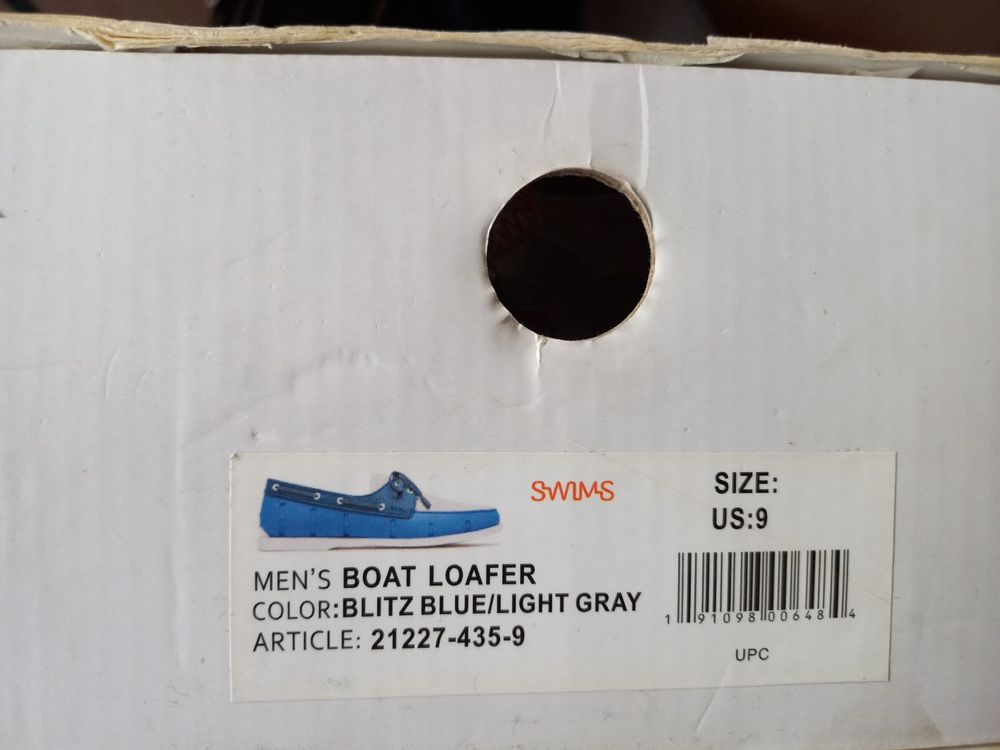 SWIMS
SIZE:
US:9
MEN'S BOAT LOAFER
COLOR:BLITZ BLUE/LIGHT GRAY
ARTICLE: 21227-435-9
1 91098 00648 4
UPC